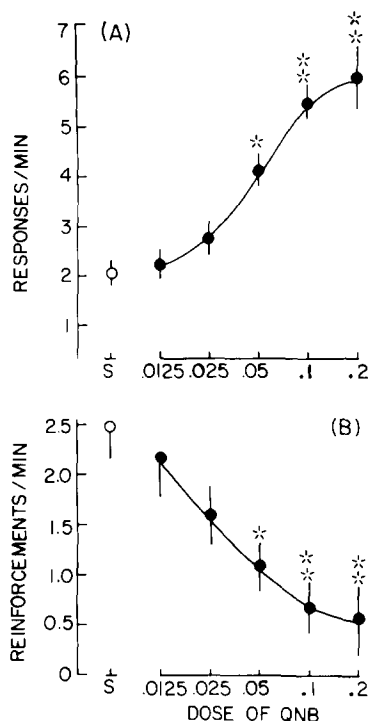 (A)
RESPONSES/MIN
7
6
5
4
3
2
1
S .0125 .025 .05 .1 .2
(B)
REINFORCEMENTS/MIN
2.5
2.0
1.5
1.0
0.5
0
S .0125 .025 .05 .1 .2
DOSE OF QNB